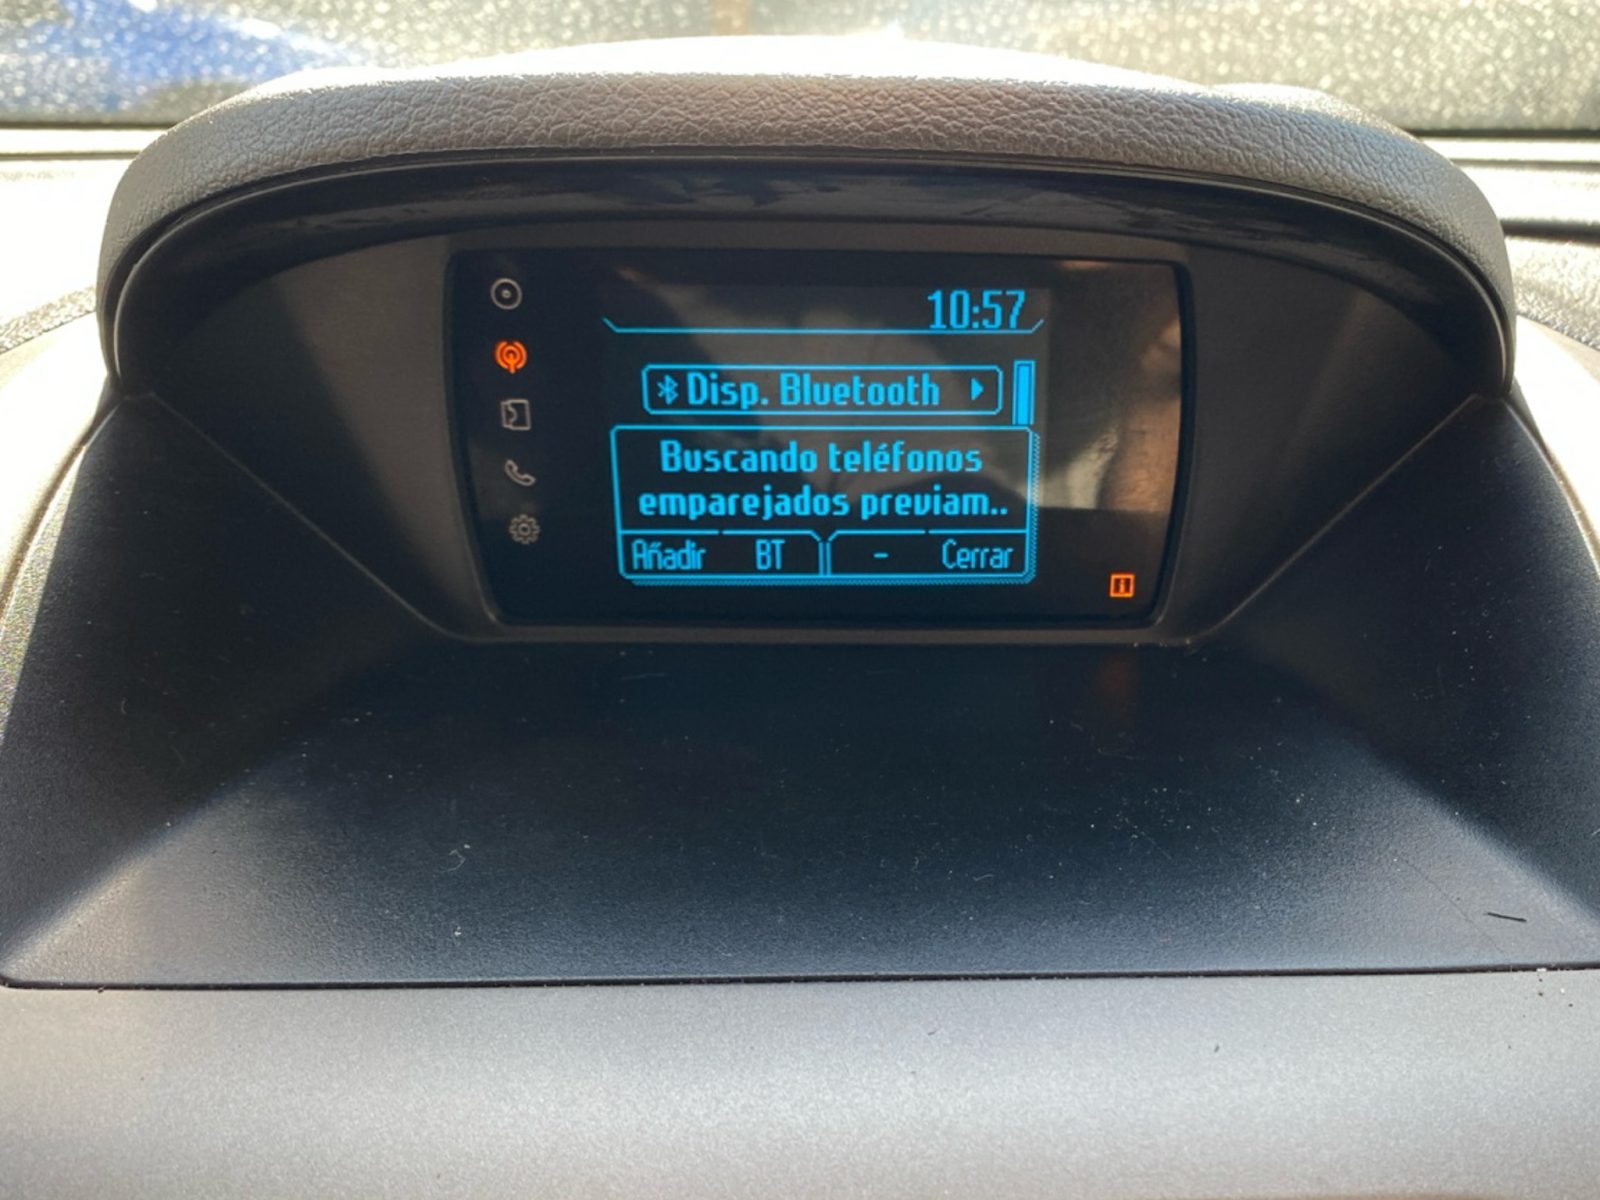 10:57
Disp. Bluetooth
Buscando teléfonos
emparejados previam..
Añadir BT - Cerrar